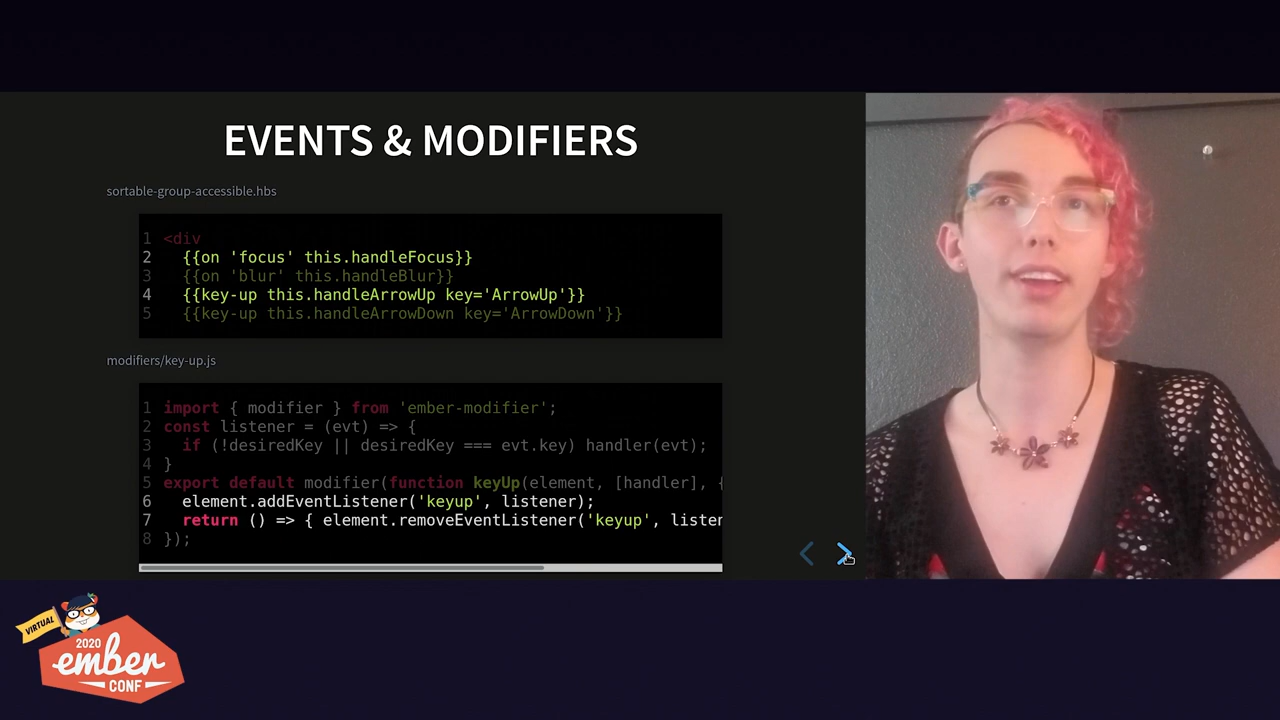 EVENTS & MODIFIERS
sortable-group-accessible.hbs
1 <div
2 {{on 'focus' this.handleFocus}}
3 {{on 'blur' this.handleBlur}}
4 {{key-up this.handleArrowUp key='ArrowUp'}}
5 {{key-up this.handleArrowDown key='ArrowDown'}}
modifiers/key-up.js
1 import { modifier } from 'ember-modifier';
2 const listener = (evt) => {
3 if (!desiredKey || desiredKey === evt.key) handler(evt);
4 }
5 export default modifier(function keyUp(element, [handler], {
6 element.addEventListener('keyup', listener);
7 return () => { element.removeEventListener('keyup', listen
8 });
VIRTUAL
2020
ember
CONF